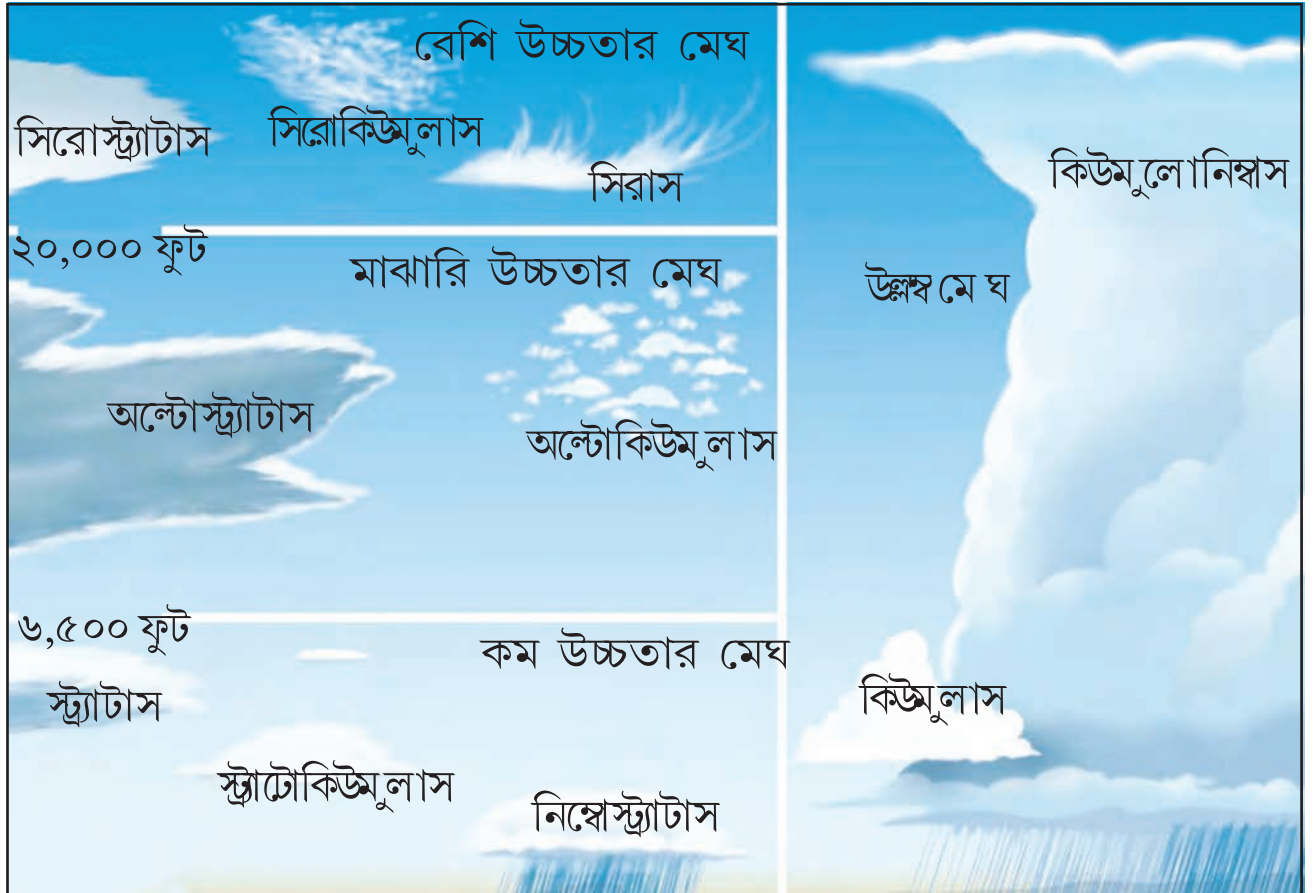 বেশি উচ্চতার মেঘ
সিরোস্ট্র্যাটাস
সিরোকিউমুলাস
সিরাস
২০,০০০ ফুট
মাঝারি উচ্চতার মেঘ
অল্টোস্ট্র্যাটাস
অল্টোকিউমুলাস
৬,৫০০ ফুট
কম উচ্চতার মেঘ
স্ট্র্যাটাস
স্ট্রাটোকিউমুলাস
নিম্বোস্ট্র্যাটাস
কিউমুলোনিম্বাস
উল্লম্ব মেঘ
কিউমুলাস